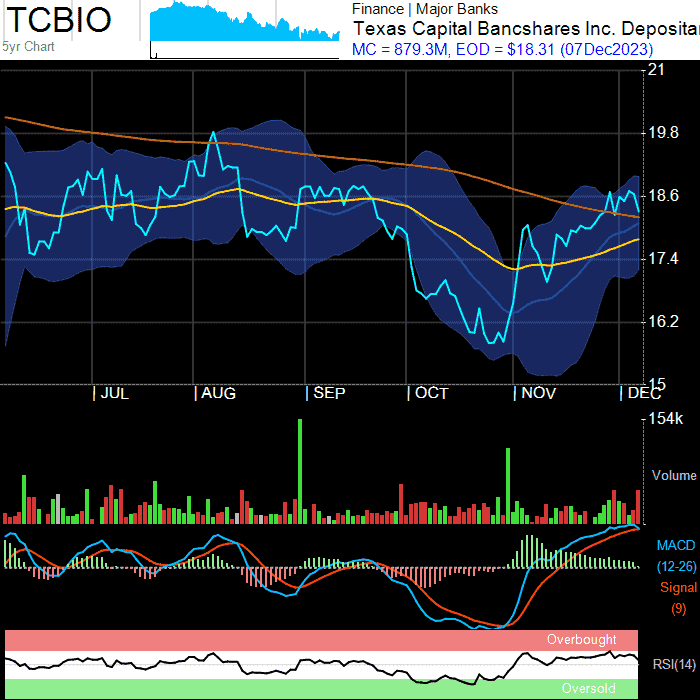 TCBIO
5yr Chart
Finance | Major Banks
Texas Capital Bancshares Inc. Deposita
MC = 879.3M, EOD = $18.31 (07Dec2023)
21
19.8
18.6
17.4
16.2
15
JUL AUG SEP OCT NOV DEC
154k
Volume
MACD
(12-26)
Signal
(9)
Overbought
RSI(14)
Oversold